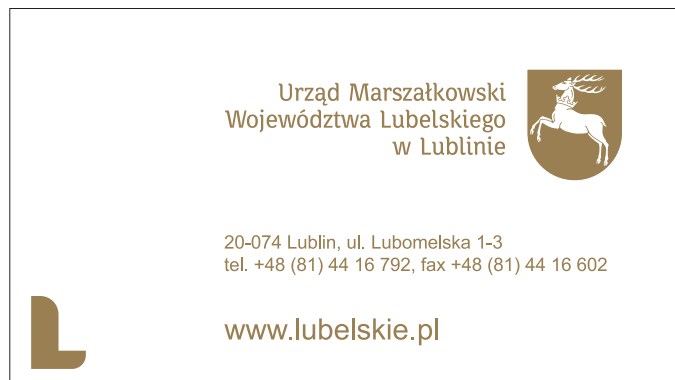 Urząd Marszałkowski
Województwa Lubelskiego
w Lublinie
20-074 Lublin, ul. Lubomelska 1-3
tel. +48 (81) 44 16 792, fax +48 (81) 44 16 602
www.lubelskie.pl
L